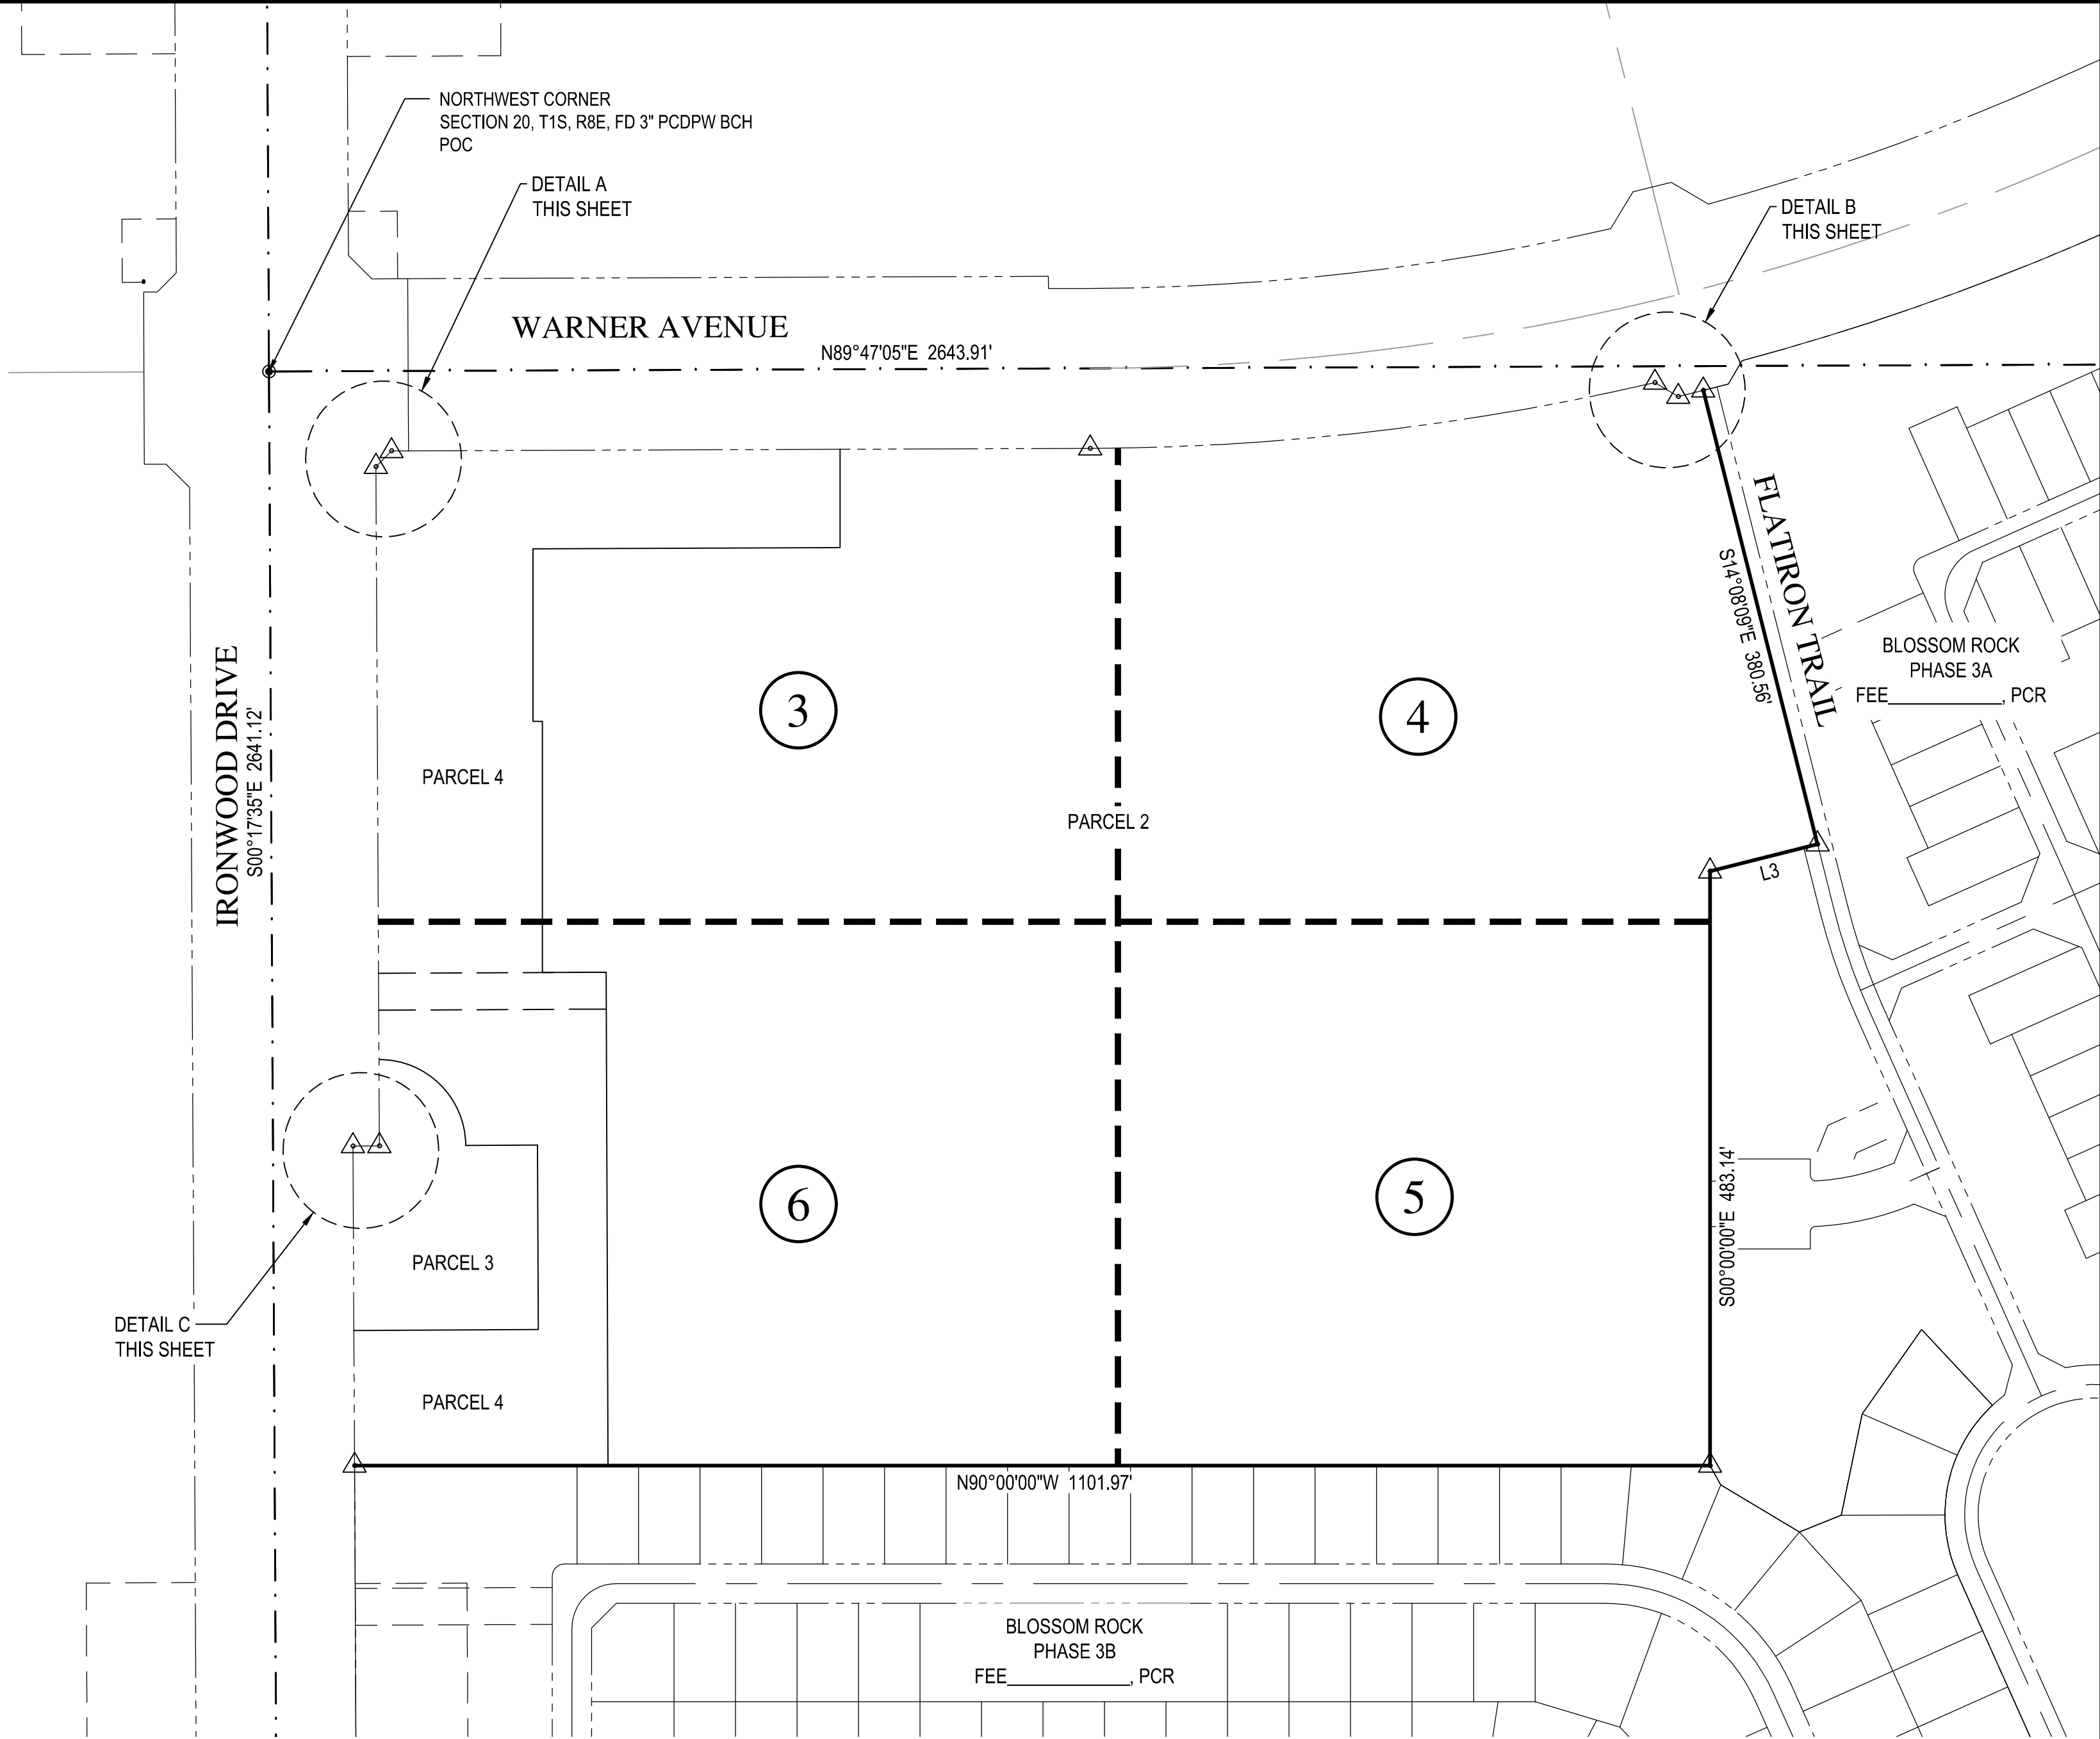 NORTHWEST CORNER
SECTION 20, T1S, R8E, FD 3" PCDPW BCH
POC
DETAIL A
THIS SHEET
DETAIL B
THIS SHEET
WARNER AVENUE
N89°47'05"E 2643.91'
FLATIRON TRAIL
S14°08'09"E 380.56'
BLOSSOM ROCK
PHASE 3A
FEE____________, PCR
IRONWOOD DRIVE
S00°17'35"E 2641.12'
3
4
PARCEL 4
PARCEL 2
L3
6
5
S00°00'00"E 483.14'
PARCEL 3
DETAIL C
THIS SHEET
PARCEL 4
N90°00'00"W 1101.97'
BLOSSOM ROCK
PHASE 3B
FEE_____________, PCR